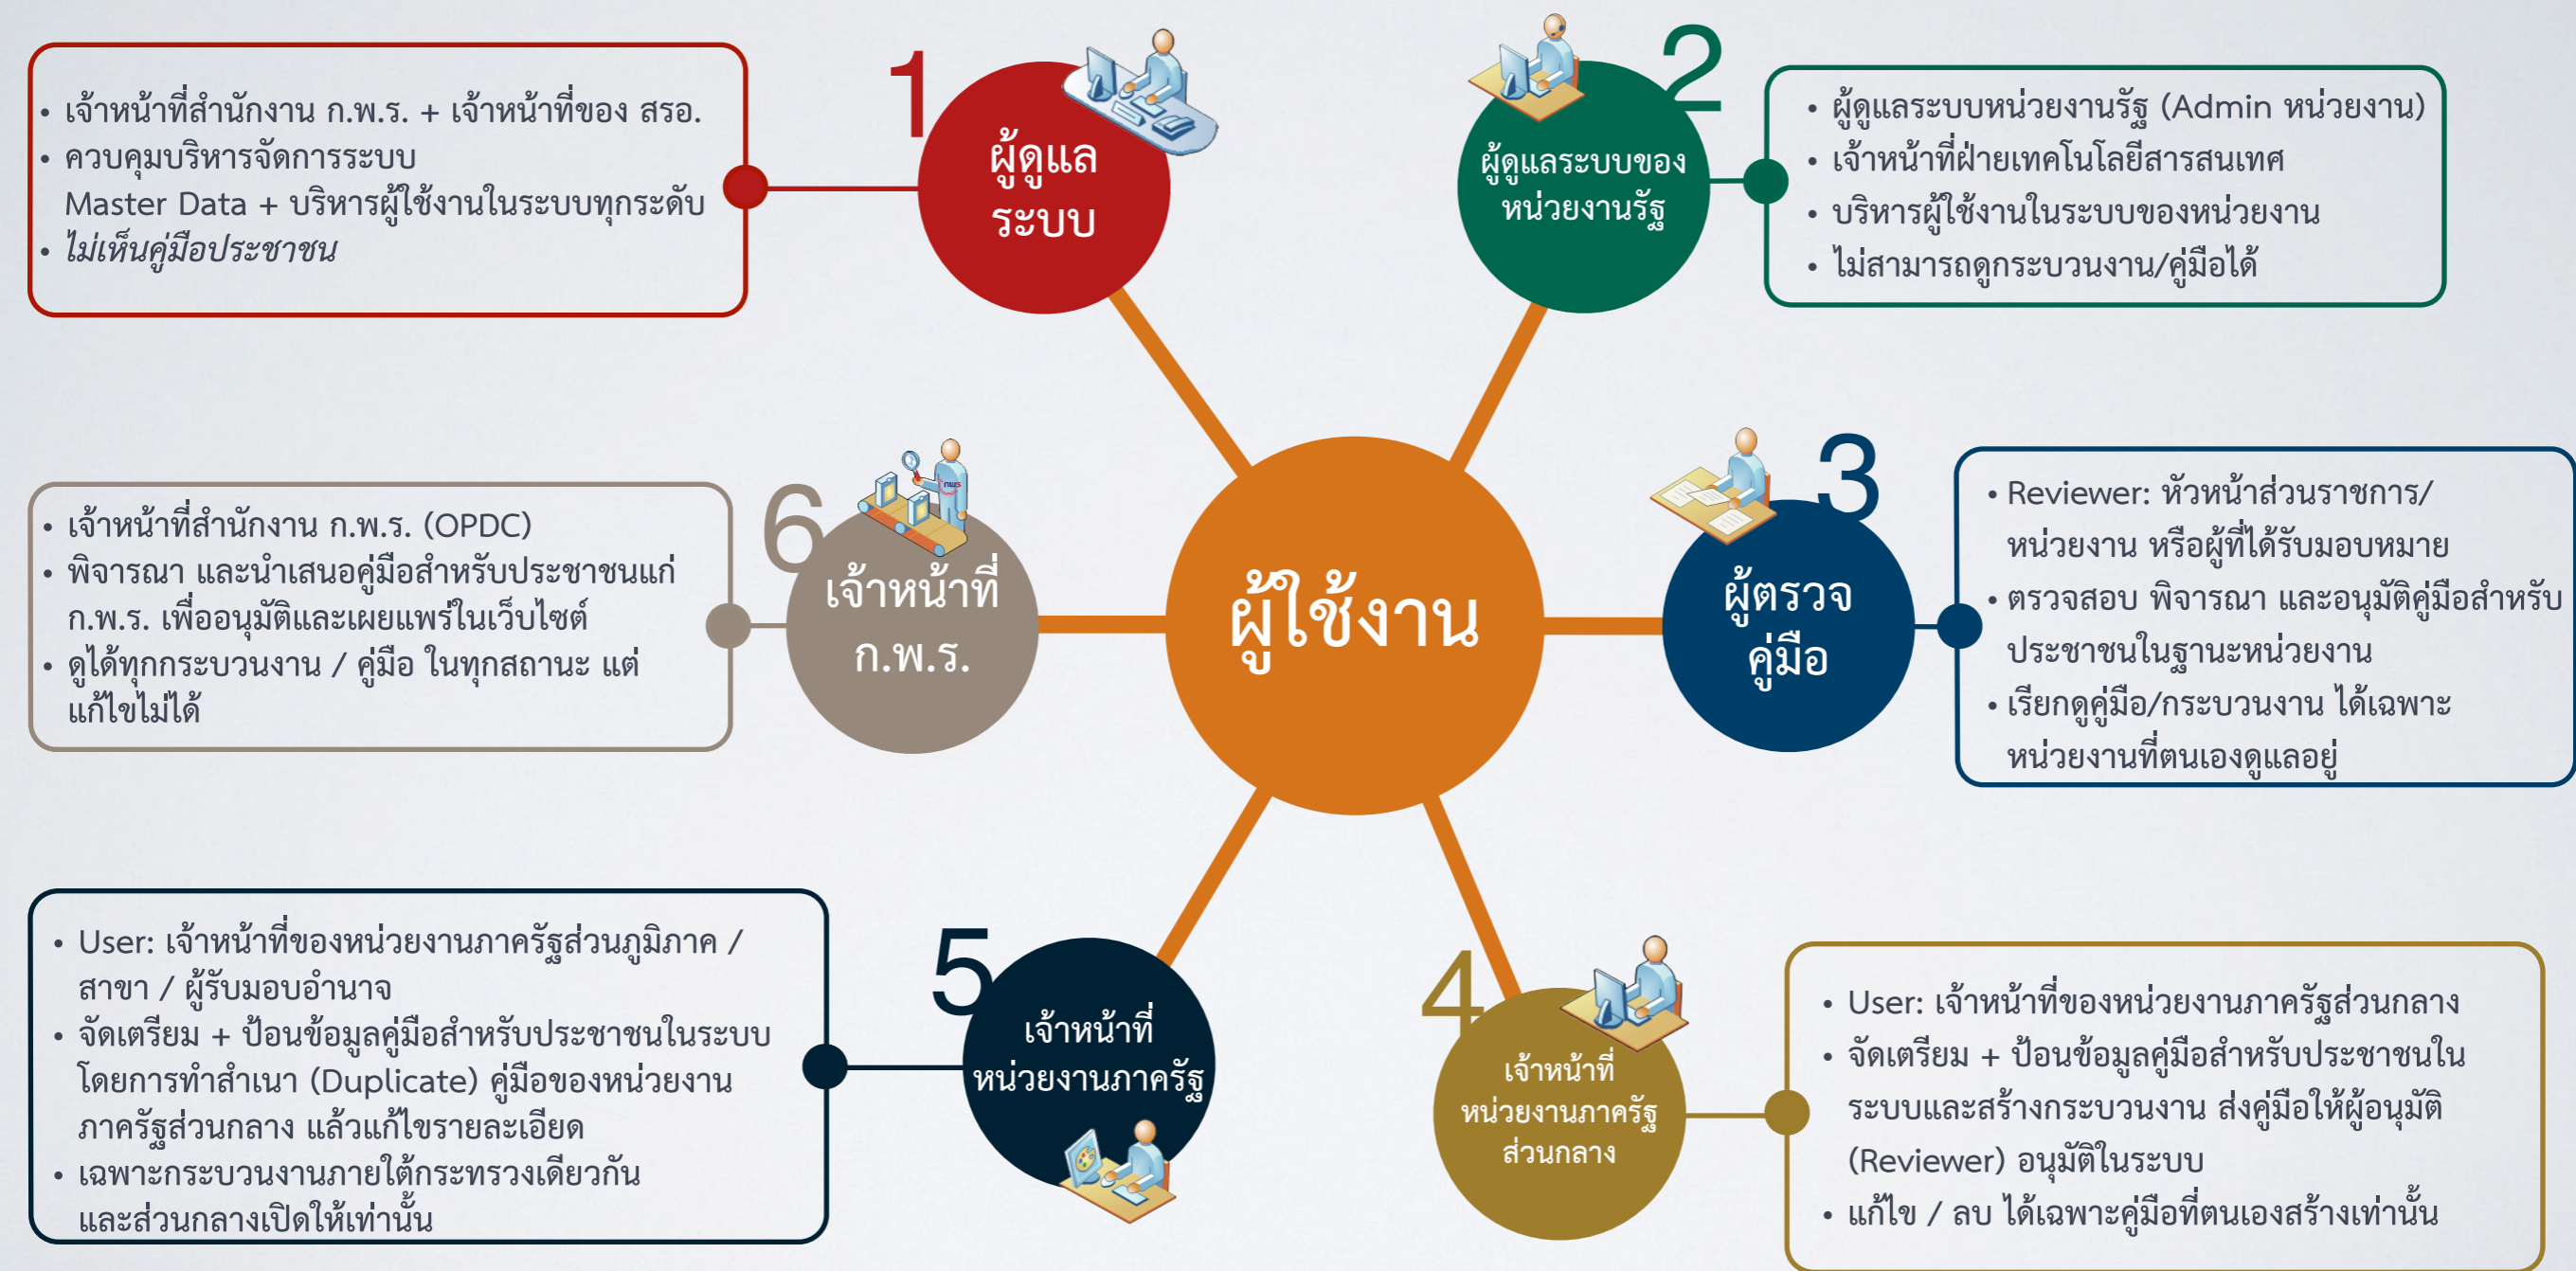 1
ผู้ดูแล
ระบบ
• เจ้าหน้าที่สำนักงาน ก.พ.ร. + เจ้าหน้าที่ของ สรอ.
• ควบคุมบริหารจัดการระบบ
Master Data + บริหารผู้ใช้งานในระบบทุกระดับ
• ไม่เห็นคู่มือประชาชน
2
ผู้ดูแลระบบของ
หน่วยงานรัฐ
• ผู้ดูแลระบบหน่วยงานรัฐ (Admin หน่วยงาน)
• เจ้าหน้าที่ฝ่ายเทคโนโลยีสารสนเทศ
• บริหารผู้ใช้งานในระบบของหน่วยงาน
• ไม่สามารถดูกระบวนงาน/คู่มือได้
ผู้ใช้งาน
3
ผู้ตรวจ
คู่มือ
• Reviewer: หัวหน้าส่วนราชการ/
หน่วยงาน หรือผู้ที่ได้รับมอบหมาย
• ตรวจสอบ พิจารณา และอนุมัติคู่มือสำหรับ
ประชาชนในฐานะหน่วยงาน
• เรียกดูคู่มือ/กระบวนงาน ได้เฉพาะ
หน่วยงานที่ตนเองดูแลอยู่
4
เจ้าหน้าที่
หน่วยงานภาครัฐ
ส่วนกลาง
• User: เจ้าหน้าที่ของหน่วยงานภาครัฐส่วนกลาง
• จัดเตรียม + ป้อนข้อมูลคู่มือสำหรับประชาชนใน
ระบบและสร้างกระบวนงาน ส่งคู่มือให้ผู้อนุมัติ
(Reviewer) อนุมัติในระบบ
• แก้ไข / ลบ ได้เฉพาะคู่มือที่ตนเองสร้างเท่านั้น
5
เจ้าหน้าที่
หน่วยงานภาครัฐ
• User: เจ้าหน้าที่ของหน่วยงานภาครัฐส่วนภูมิภาค /
สาขา / ผู้รับมอบอำนาจ
• จัดเตรียม + ป้อนข้อมูลคู่มือสำหรับประชาชนในระบบ
โดยการทำสำเนา (Duplicate) คู่มือของหน่วยงาน
ภาครัฐส่วนกลาง แล้วแก้ไขรายละเอียด
• เฉพาะกระบวนงานภายใต้กระทรวงเดียวกัน
และส่วนกลางเปิดให้เท่านั้น
6
กพร
เจ้าหน้าที่
ก.พ.ร.
• เจ้าหน้าที่สำนักงาน ก.พ.ร. (OPDC)
• พิจารณา และนำเสนอคู่มือสำหรับประชาชนแก่
ก.พ.ร. เพื่ออนุมัติและเผยแพร่ในเว็บไซต์
• ดูได้ทุกกระบวนงาน / คู่มือ ในทุกสถานะ แต่
แก้ไขไม่ได้